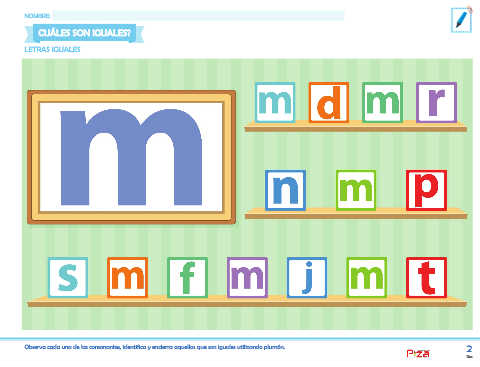 NOMBRE:
¿CUÁLES SON IGUALES?
LETRAS IGUALES
m
m d m r
n m p
s m f m j m t
Observa cada una de las consonantes, identifica y encierra aquellas que son iguales utilizando plumón.
2